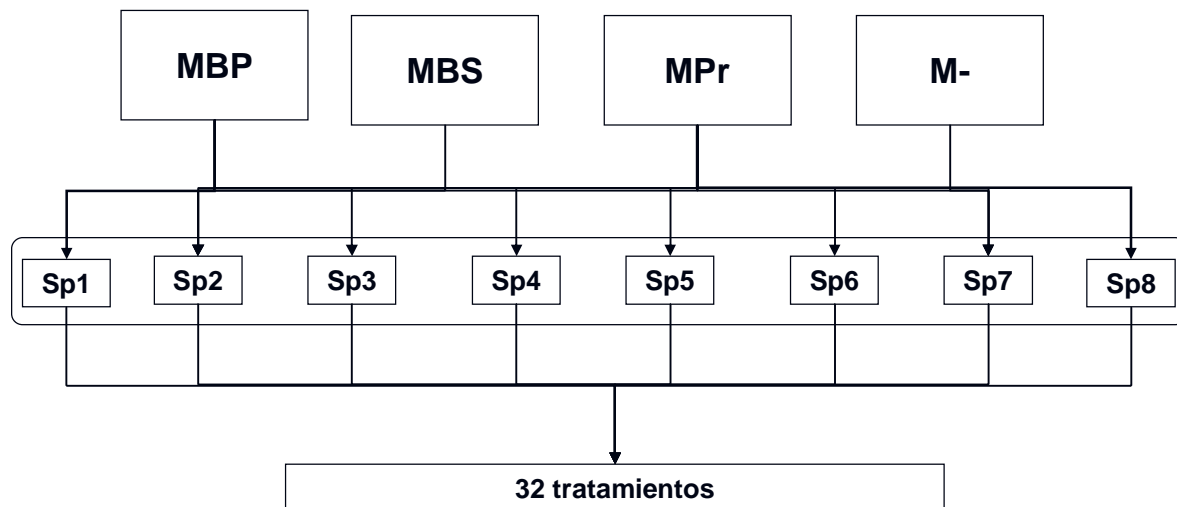 MBP
MBS
MPr
M-
Sp1
Sp2
Sp3
Sp4
Sp5
Sp6
Sp7
Sp8
32 tratamientos